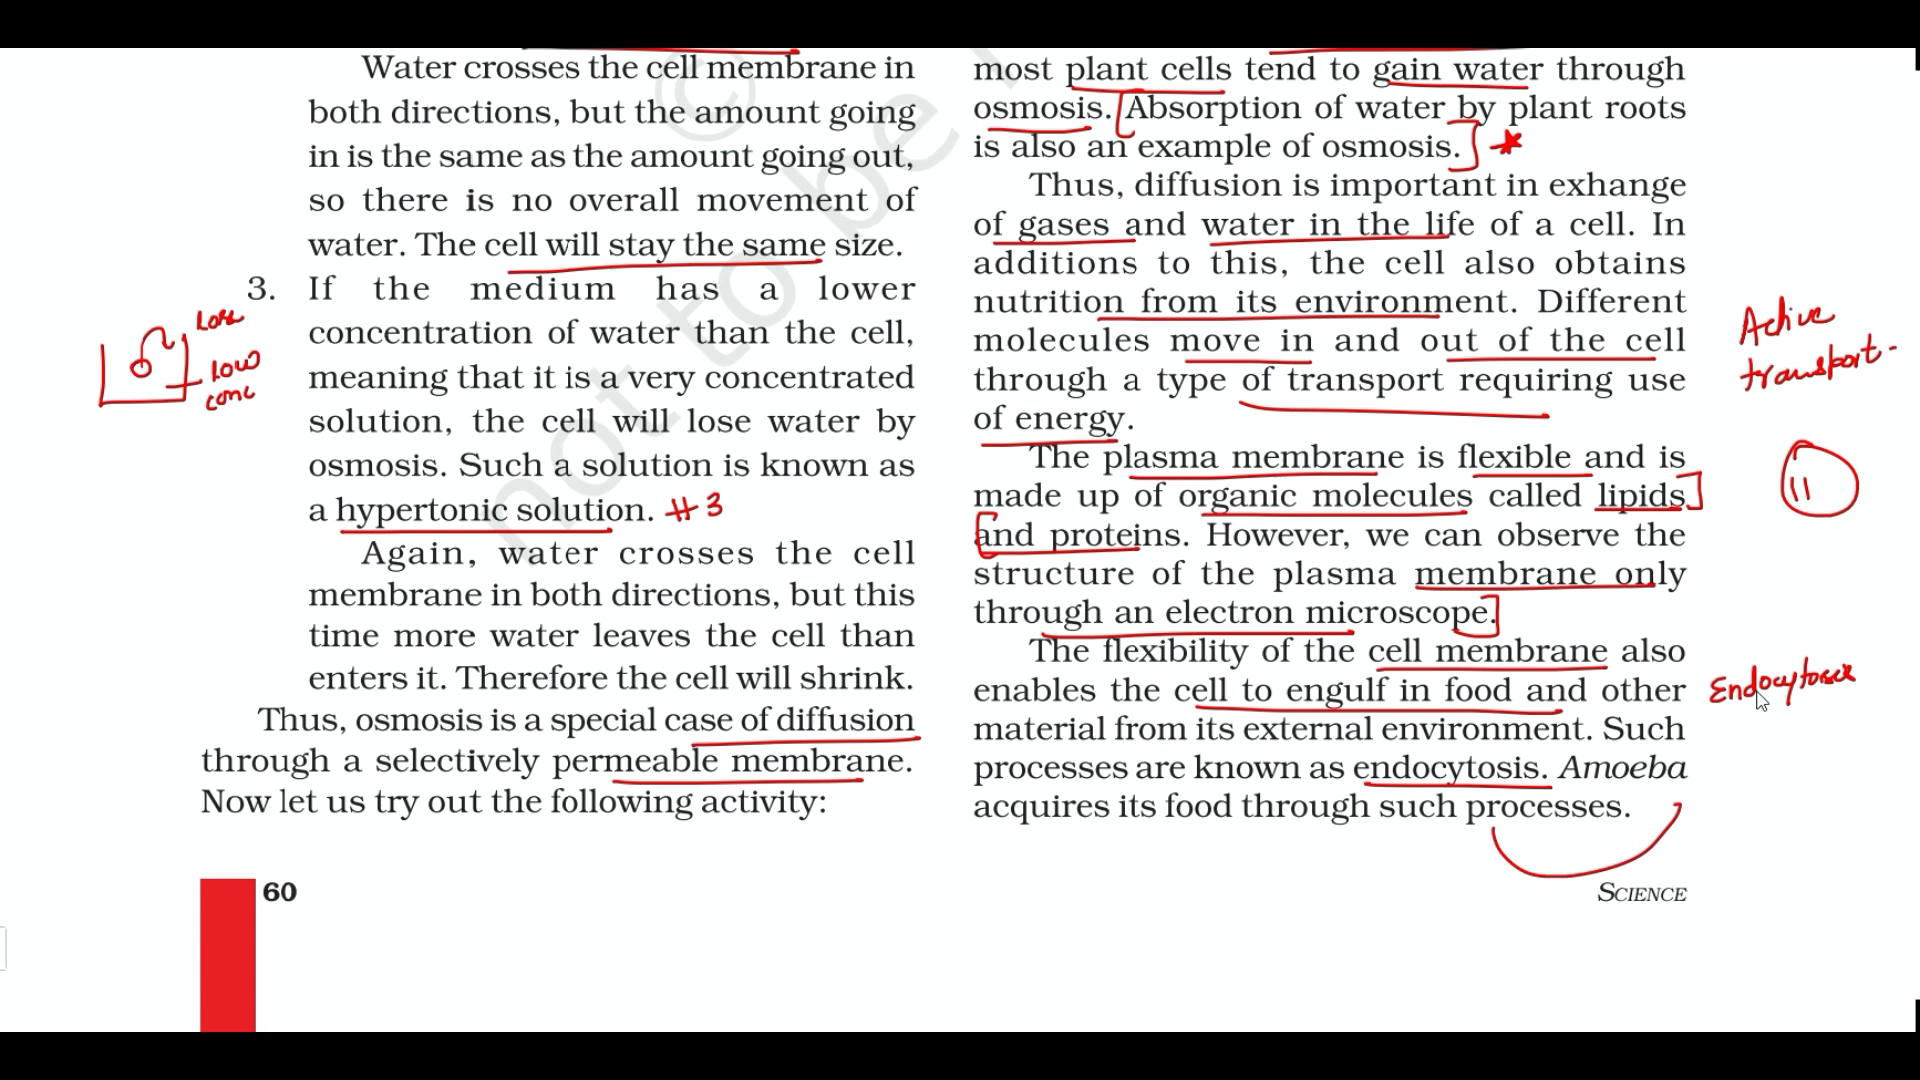 Water crosses the cell membrane in
both directions, but the amount going
in is the same as the amount going out,
so there is no overall movement of
water. The cell will stay the same size.
3. If the medium has a lower
concentration of water than the cell,
meaning that it is a very concentrated
solution, the cell will lose water by
osmosis. Such a solution is known as
a hypertonic solution. #3
Lose
Low
conc
Again, water crosses the cell
membrane in both directions, but this
time more water leaves the cell than
enters it. Therefore the cell will shrink.
Thus, osmosis is a special case of diffusion
through a selectively permeable membrane.
Now let us try out the following activity:
most plant cells tend to gain water through
osmosis. Absorption of water by plant roots
is also an example of osmosis.
Thus, diffusion is important in exhange
of gases and water in the life of a cell. In
additions to this, the cell also obtains
nutrition from its environment. Different
molecules move in and out of the cell
through a type of transport requiring use
of energy.
Active
transport
The plasma membrane is flexible and is
made up of organic molecules called lipids
and proteins. However, we can observe the
structure of the plasma membrane only
through an electron microscope.
11
The flexibility of the cell membrane also
enables the cell to engulf in food and other
material from its external environment. Such
processes are known as endocytosis. Amoeba
acquires its food through such processes.
Endocytosis
60
SCIENCE
© not to be